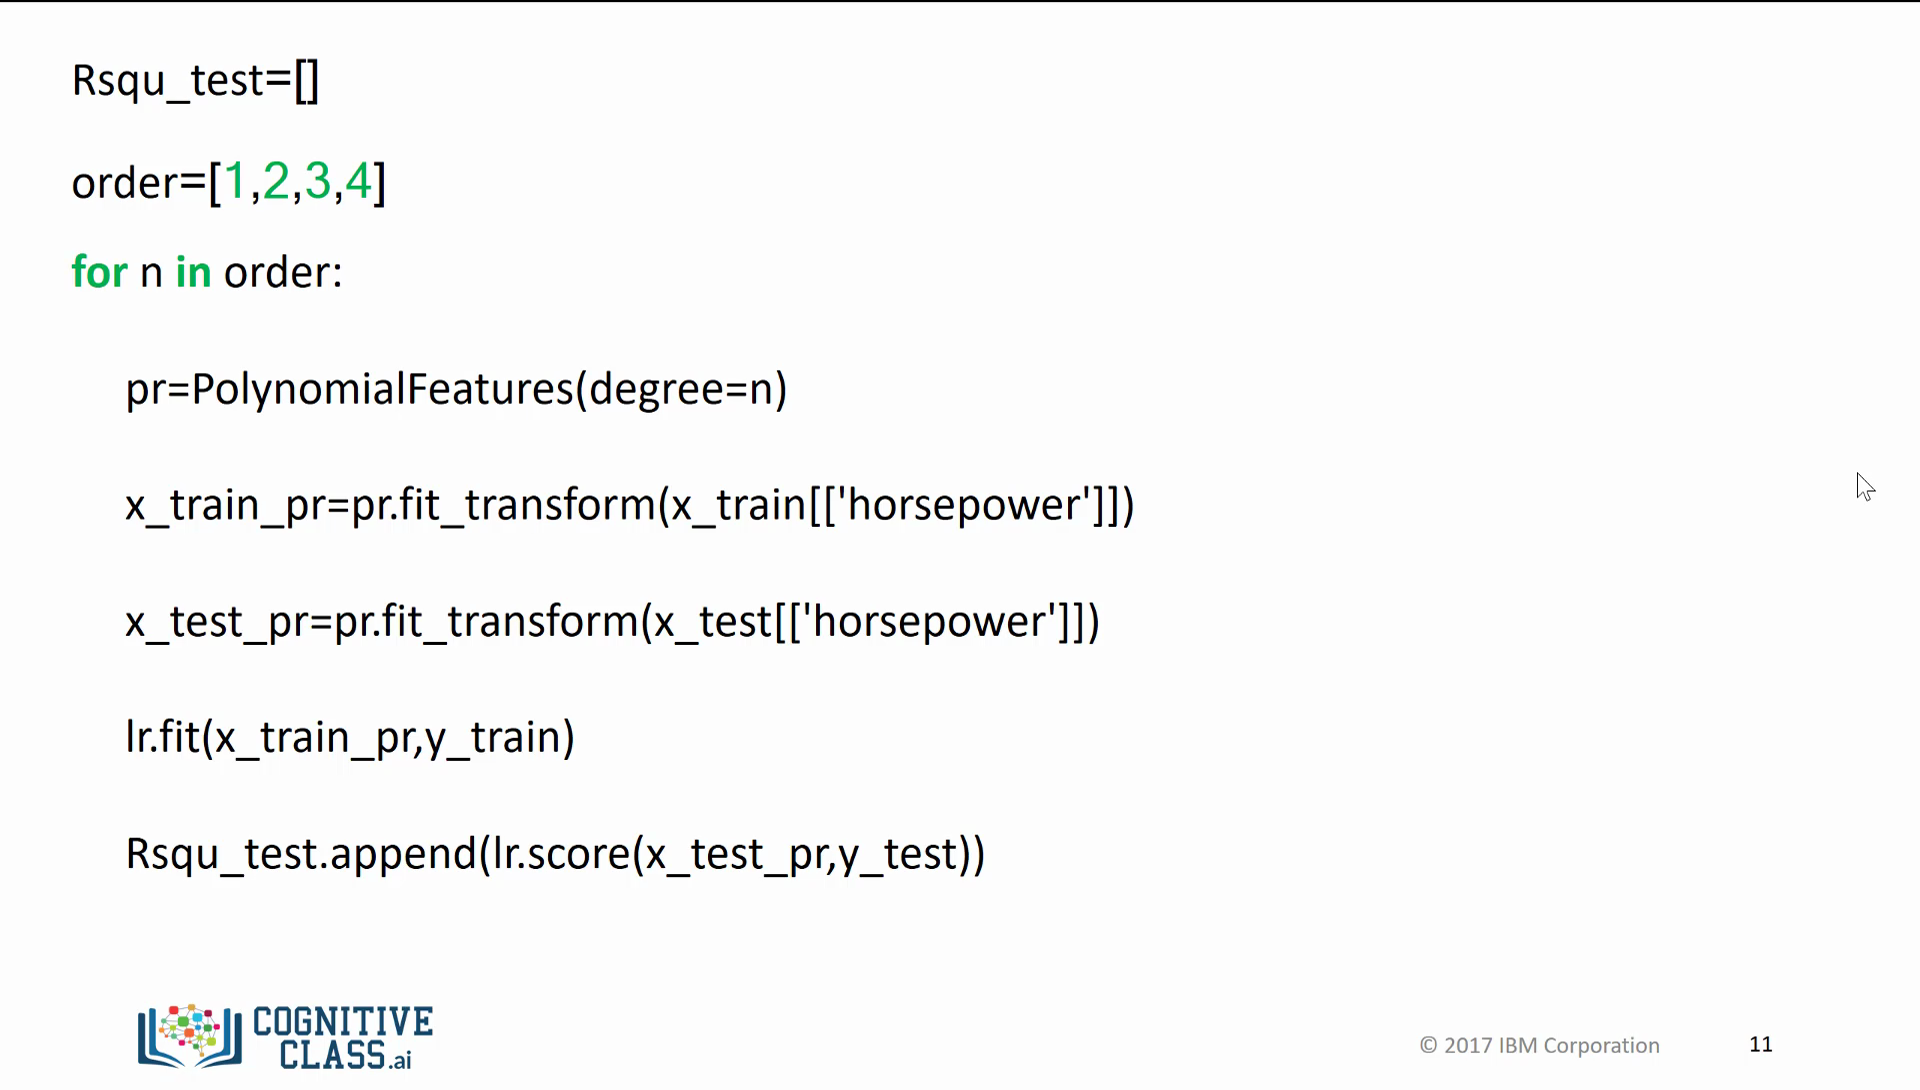 Rsqu_test=[]
order=[1,2,3,4]
for n in order:
pr=PolynomialFeatures(degree=n)
x_train_pr=pr.fit_transform(x_train[['horsepower']])
x_test_pr=pr.fit_transform(x_test[['horsepower']])
lr.fit(x_train_pr,y_train)
Rsqu_test.append(lr.score(x_test_pr,y_test))
COGNITIVE
CLASS.ai
© 2017 IBM Corporation
11